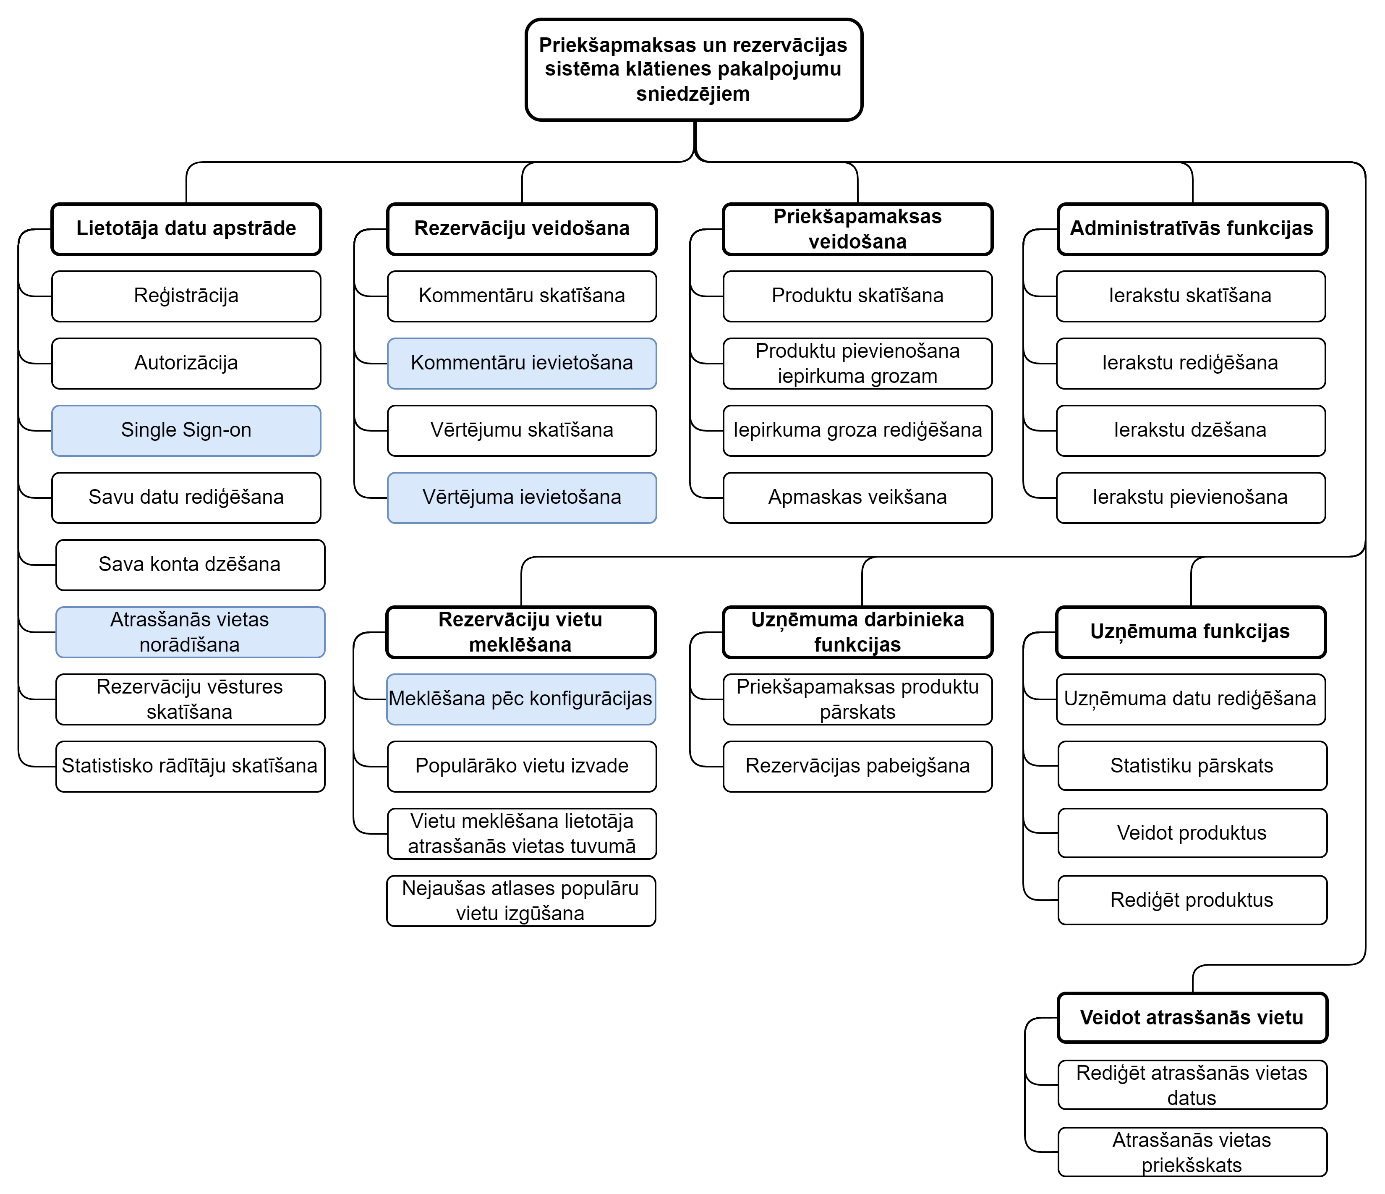 Priekšapmaksas un rezervācijas
sistēma klātienes pakalpojumu
sniedzējiem
Lietotāja datu apstrāde
Reģistrācija
Autorizācija
Single Sign-on
Savu datu rediģēšana
Sava konta dzēšana
Atrasšanās vietas
norādīšana
Rezervāciju vēstures
skatīšana
Statistisko rādītāju skatīšana
Rezervāciju veidošana
Kommentāru skatīšana
Kommentāru ievietošana
Vērtējumu skatīšana
Vērtējuma ievietošana
Priekšapamaksas
veidošana
Produktu skatīšana
Produktu pievienošana
iepirkuma grozam
Iepirkuma groza rediģēšana
Apmaskas veikšana
Administratīvās funkcijas
Ierakstu skatīšana
Ierakstu rediģēšana
Ierakstu dzēšana
Ierakstu pievienošana
Rezervāciju vietu
meklēšana
Meklēšana pēc konfigurācijas
Populārāko vietu izvade
Vietu meklēšana lietotāja
atrasšanās vietas tuvumā
Nejaušas atlases populāru
vietu izgūšana
Uzņēmuma darbinieka
funkcijas
Priekšapamaksas produktu
pārskats
Rezervācijas pabeigšana
Uzņēmuma funkcijas
Uzņēmuma datu rediģēšana
Statistiku pārskats
Veidot produktus
Rediģēt produktus
Veidot atrasšanās vietu
Rediģēt atrasšanās vietas
datus
Atrasšanās vietas
priekšskats